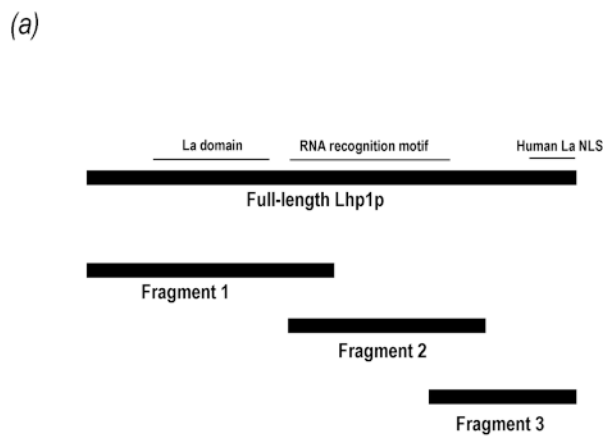 (a)
La domain RNA recognition motif Human La NLS
Full-length Lhp1p
Fragment 1
Fragment 2
Fragment 3